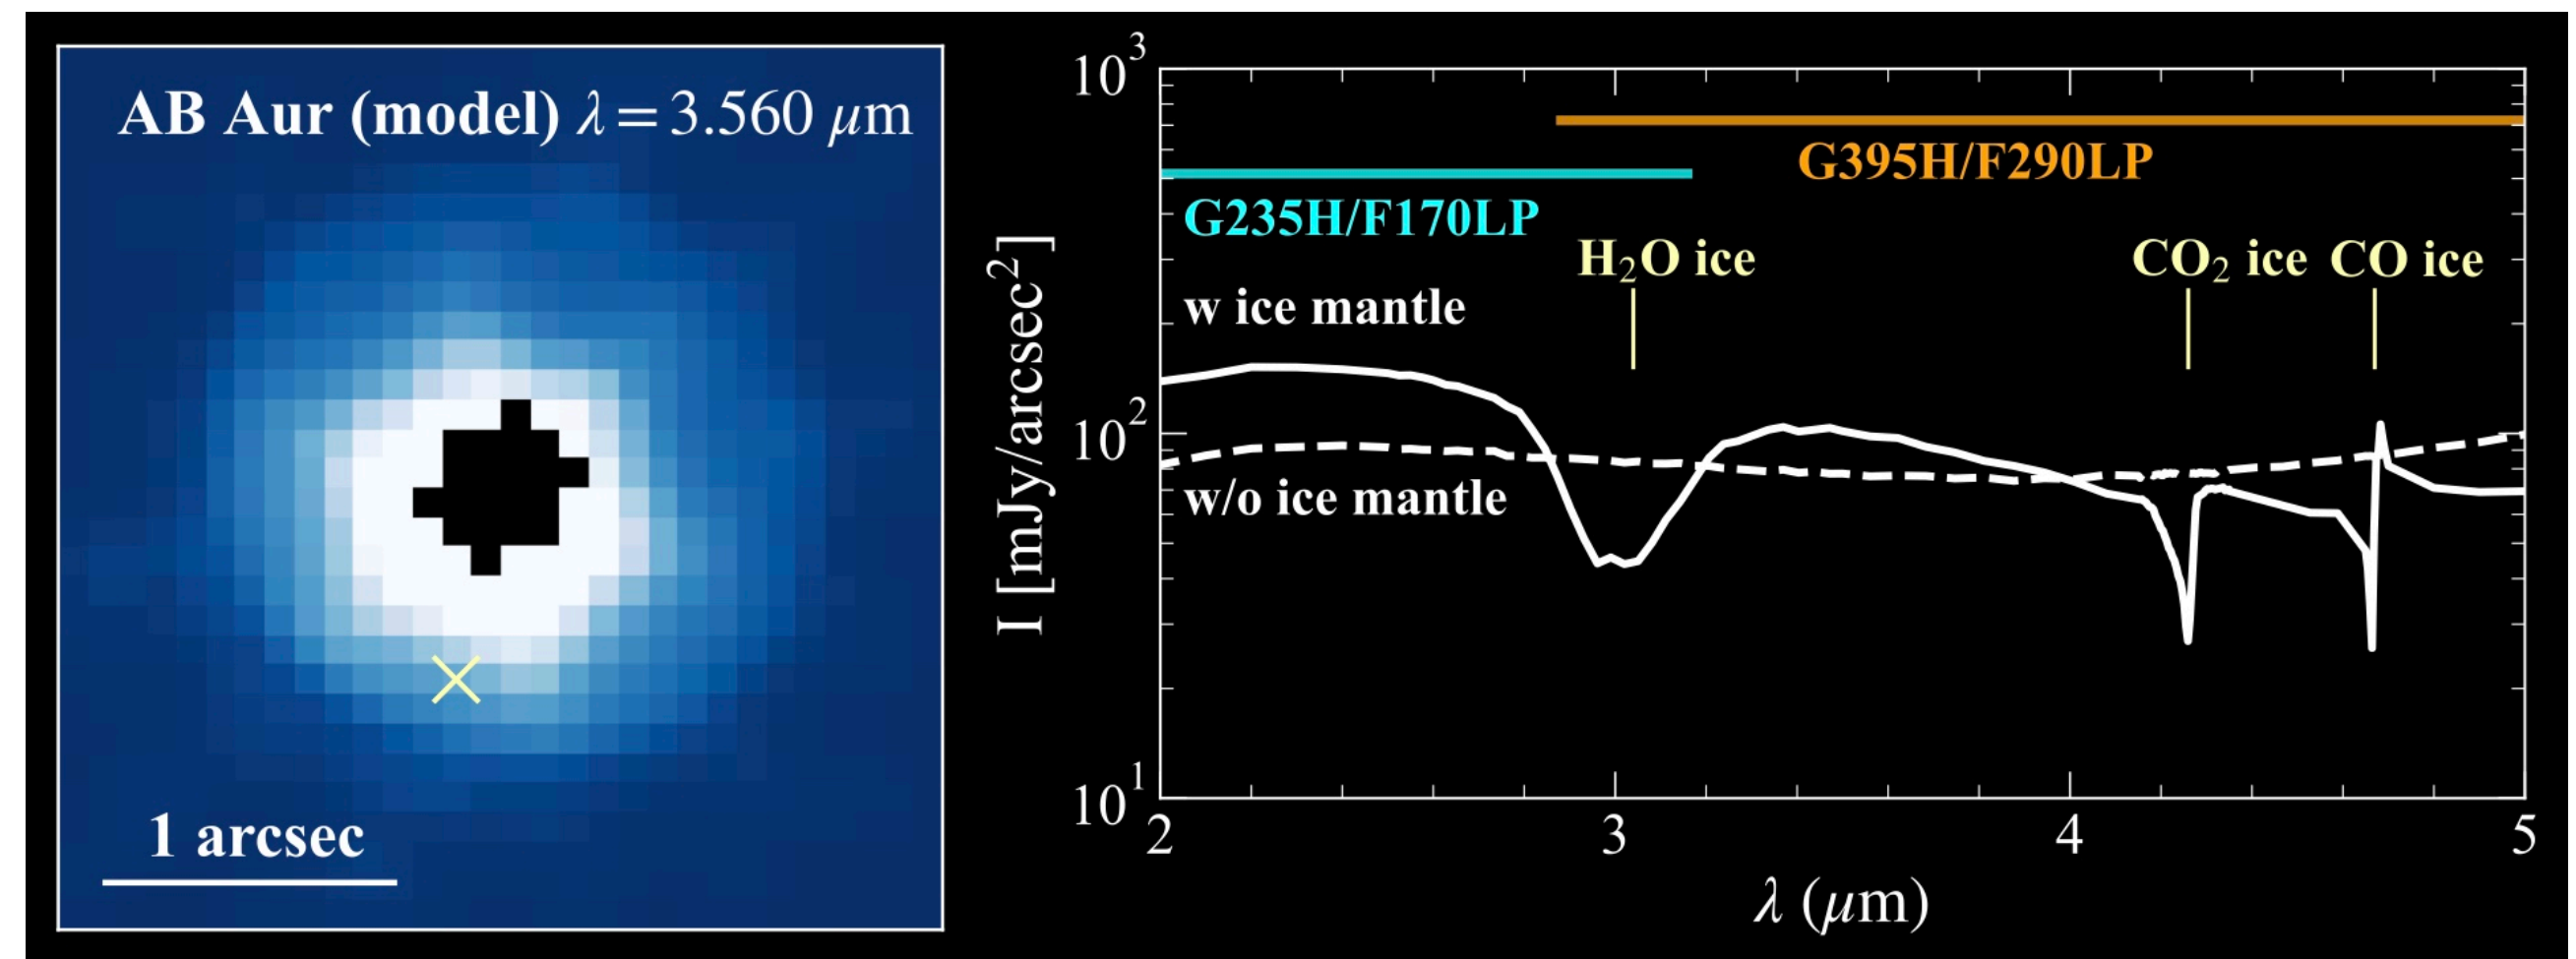 AB Aur (model) λ = 3.560 μm
1 arcsec
10³
10²
10¹
I [mJy/arcsec²]
G395H/F290LP
G235H/F170LP
H₂O ice
CO₂ ice
CO ice
w ice mantle
w/o ice mantle
2 3 4 5
λ (μm)